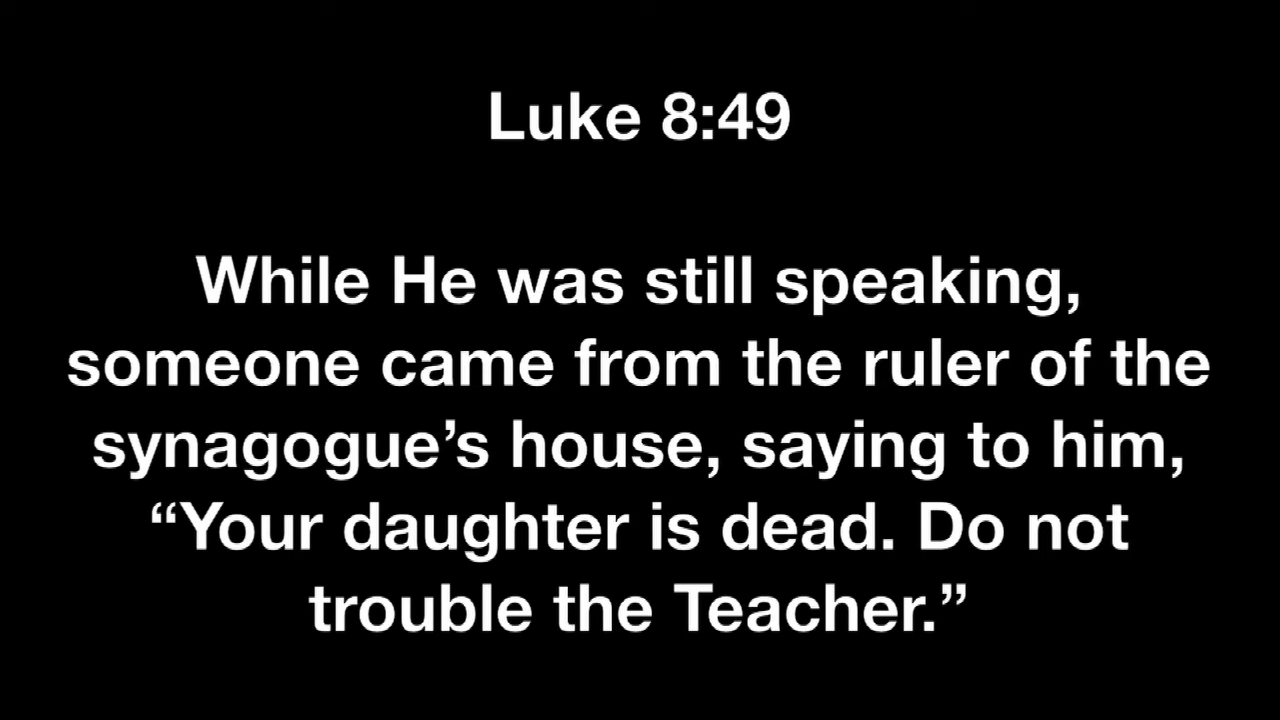 Luke 8:49
While He was still speaking,
someone came from the ruler of the
synagogue’s house, saying to him,
“Your daughter is dead. Do not
trouble the Teacher.”